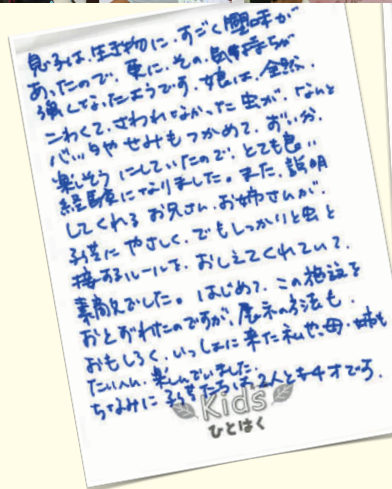 見るは、生き物に、すごく興味が
あったので、更に、その、気持ちが
強くなったようです。娘は、全然、
こわくて、さわれなかった虫が、なんと
バッタやせみもつかめて、ずい分、
楽しそうにしていたので、とても良い
経験になりました。また、説明
してくれるお兄さん、お姉さんが、
子供にやさしく、でもしっかりと虫と
接するルールを、おしえてくれていて、
素敵でした。はじめて、この施設を
おとずれたのですが、展示の方法も、
おもしろく、いっしょに来た私や、母・姉も
たいへん、楽しんでいました。
ちなみに子供たちは、2人とも4才です。
Kids
ひとはく